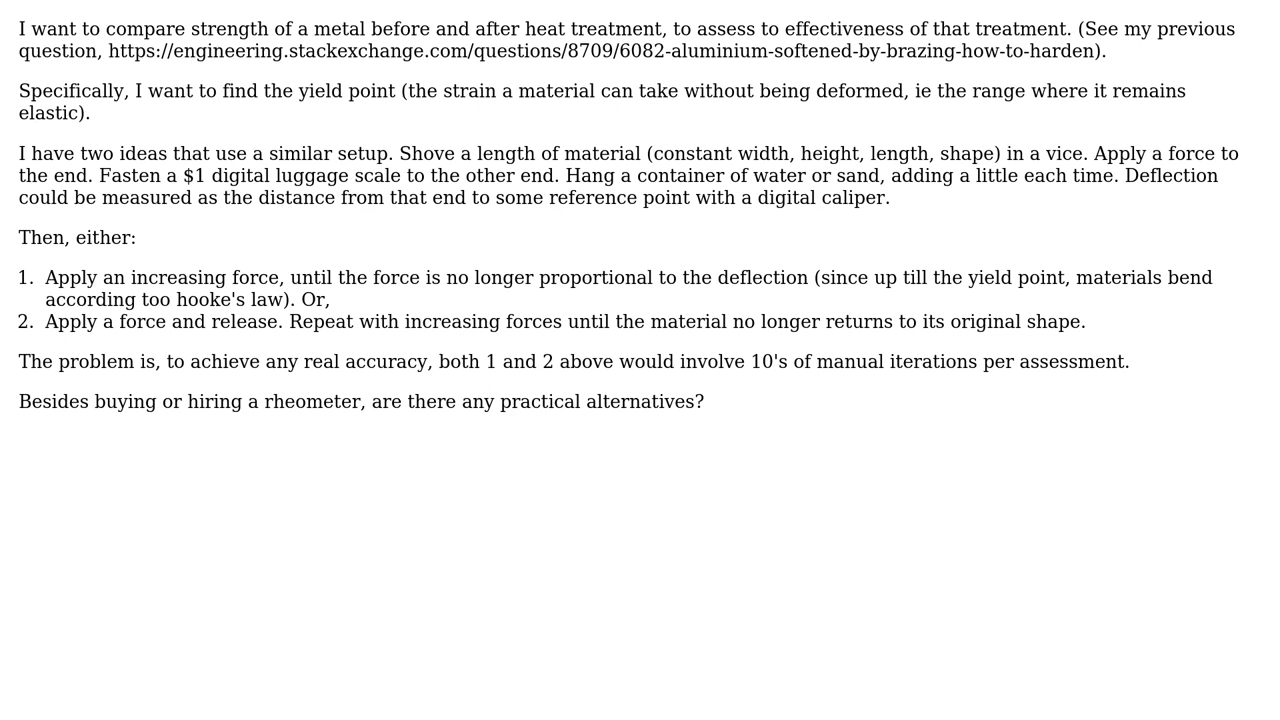 I want to compare strength of a metal before and after heat treatment, to assess to effectiveness of that treatment. (See my previous
question, https://engineering.stackexchange.com/questions/8709/6082-aluminium-softened-by-brazing-how-to-harden).
Specifically, I want to find the yield point (the strain a material can take without being deformed, ie the range where it remains
elastic).
I have two ideas that use a similar setup. Shove a length of material (constant width, height, length, shape) in a vice. Apply a force to
the end. Fasten a $1 digital luggage scale to the other end. Hang a container of water or sand, adding a little each time. Deflection
could be measured as the distance from that end to some reference point with a digital caliper.
Then, either:
1. Apply an increasing force, until the force is no longer proportional to the deflection (since up till the yield point, materials bend
according too hooke's law). Or,
2. Apply a force and release. Repeat with increasing forces until the material no longer returns to its original shape.
The problem is, to achieve any real accuracy, both 1 and 2 above would involve 10's of manual iterations per assessment.
Besides buying or hiring a rheometer, are there any practical alternatives?